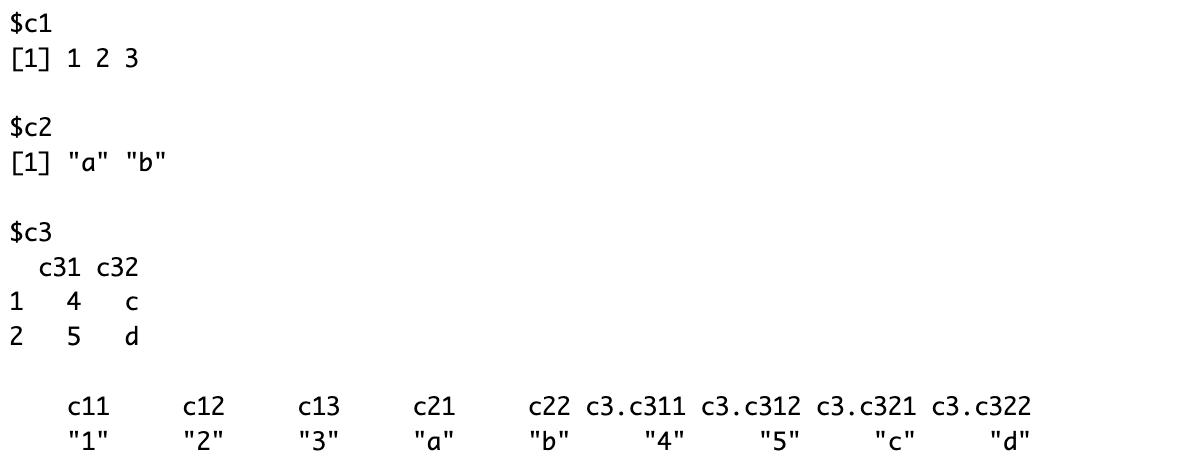 $c1
[1] 1 2 3
$c2
[1] "a" "b"
$c3
  c31 c32
1   4   c
2   5   d
    c11     c12     c13     c21     c22 c3.c311 c3.c312 c3.c321 c3.c322
    "1"     "2"     "3"     "a"     "b"     "4"     "5"     "c"     "d"